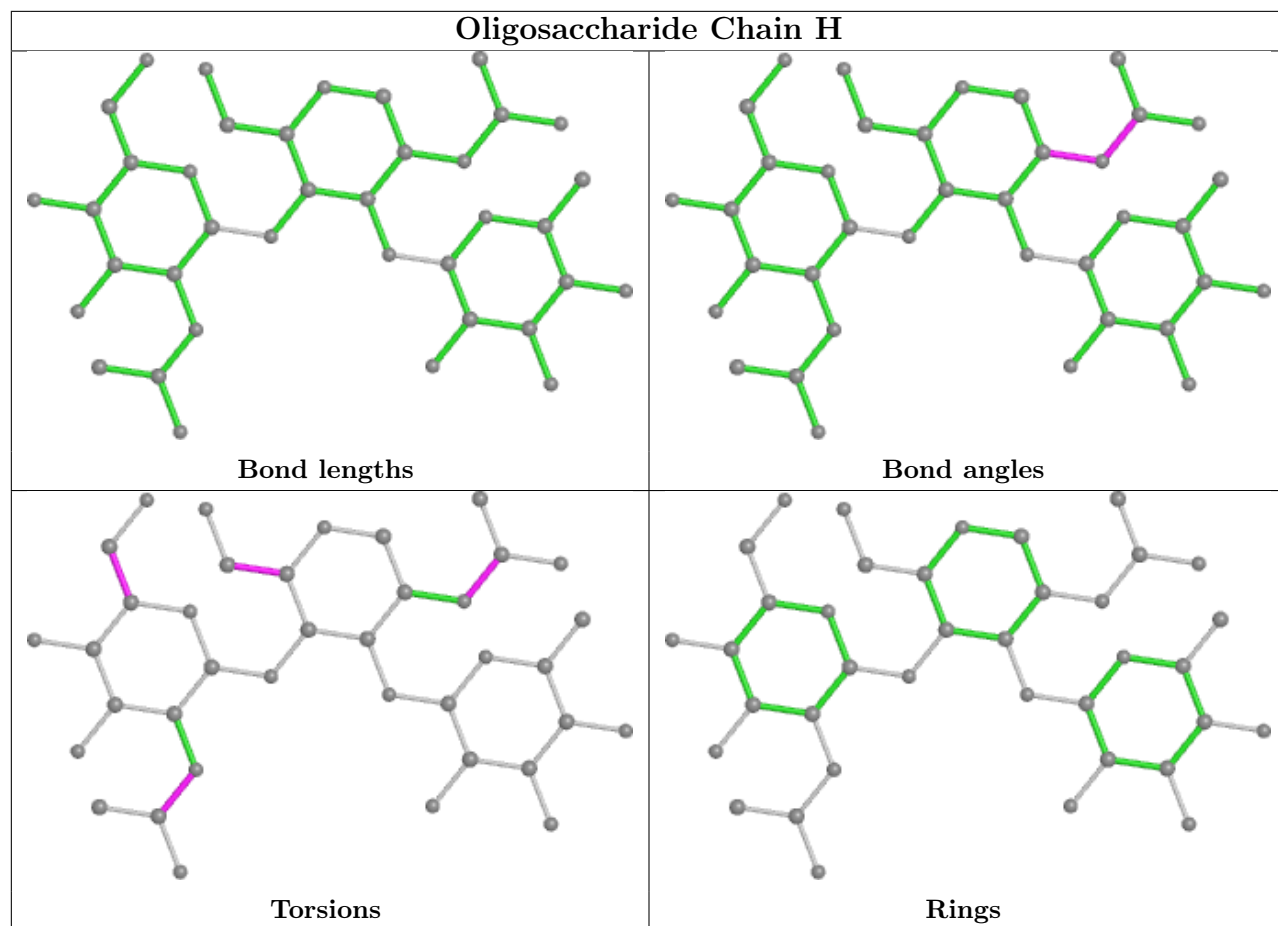 Oligosaccharide Chain H
Bond lengths
Bond angles
Torsions
Rings